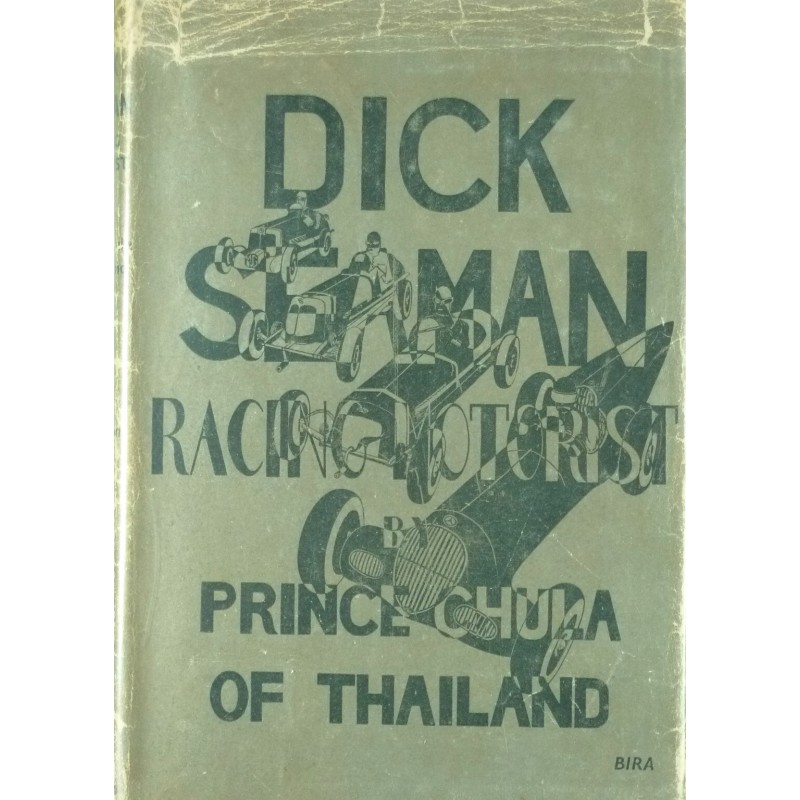 DICK
SEAMAN
RACING MOTORIST
BY
PRINCE CHULA
OF THAILAND
BIRA